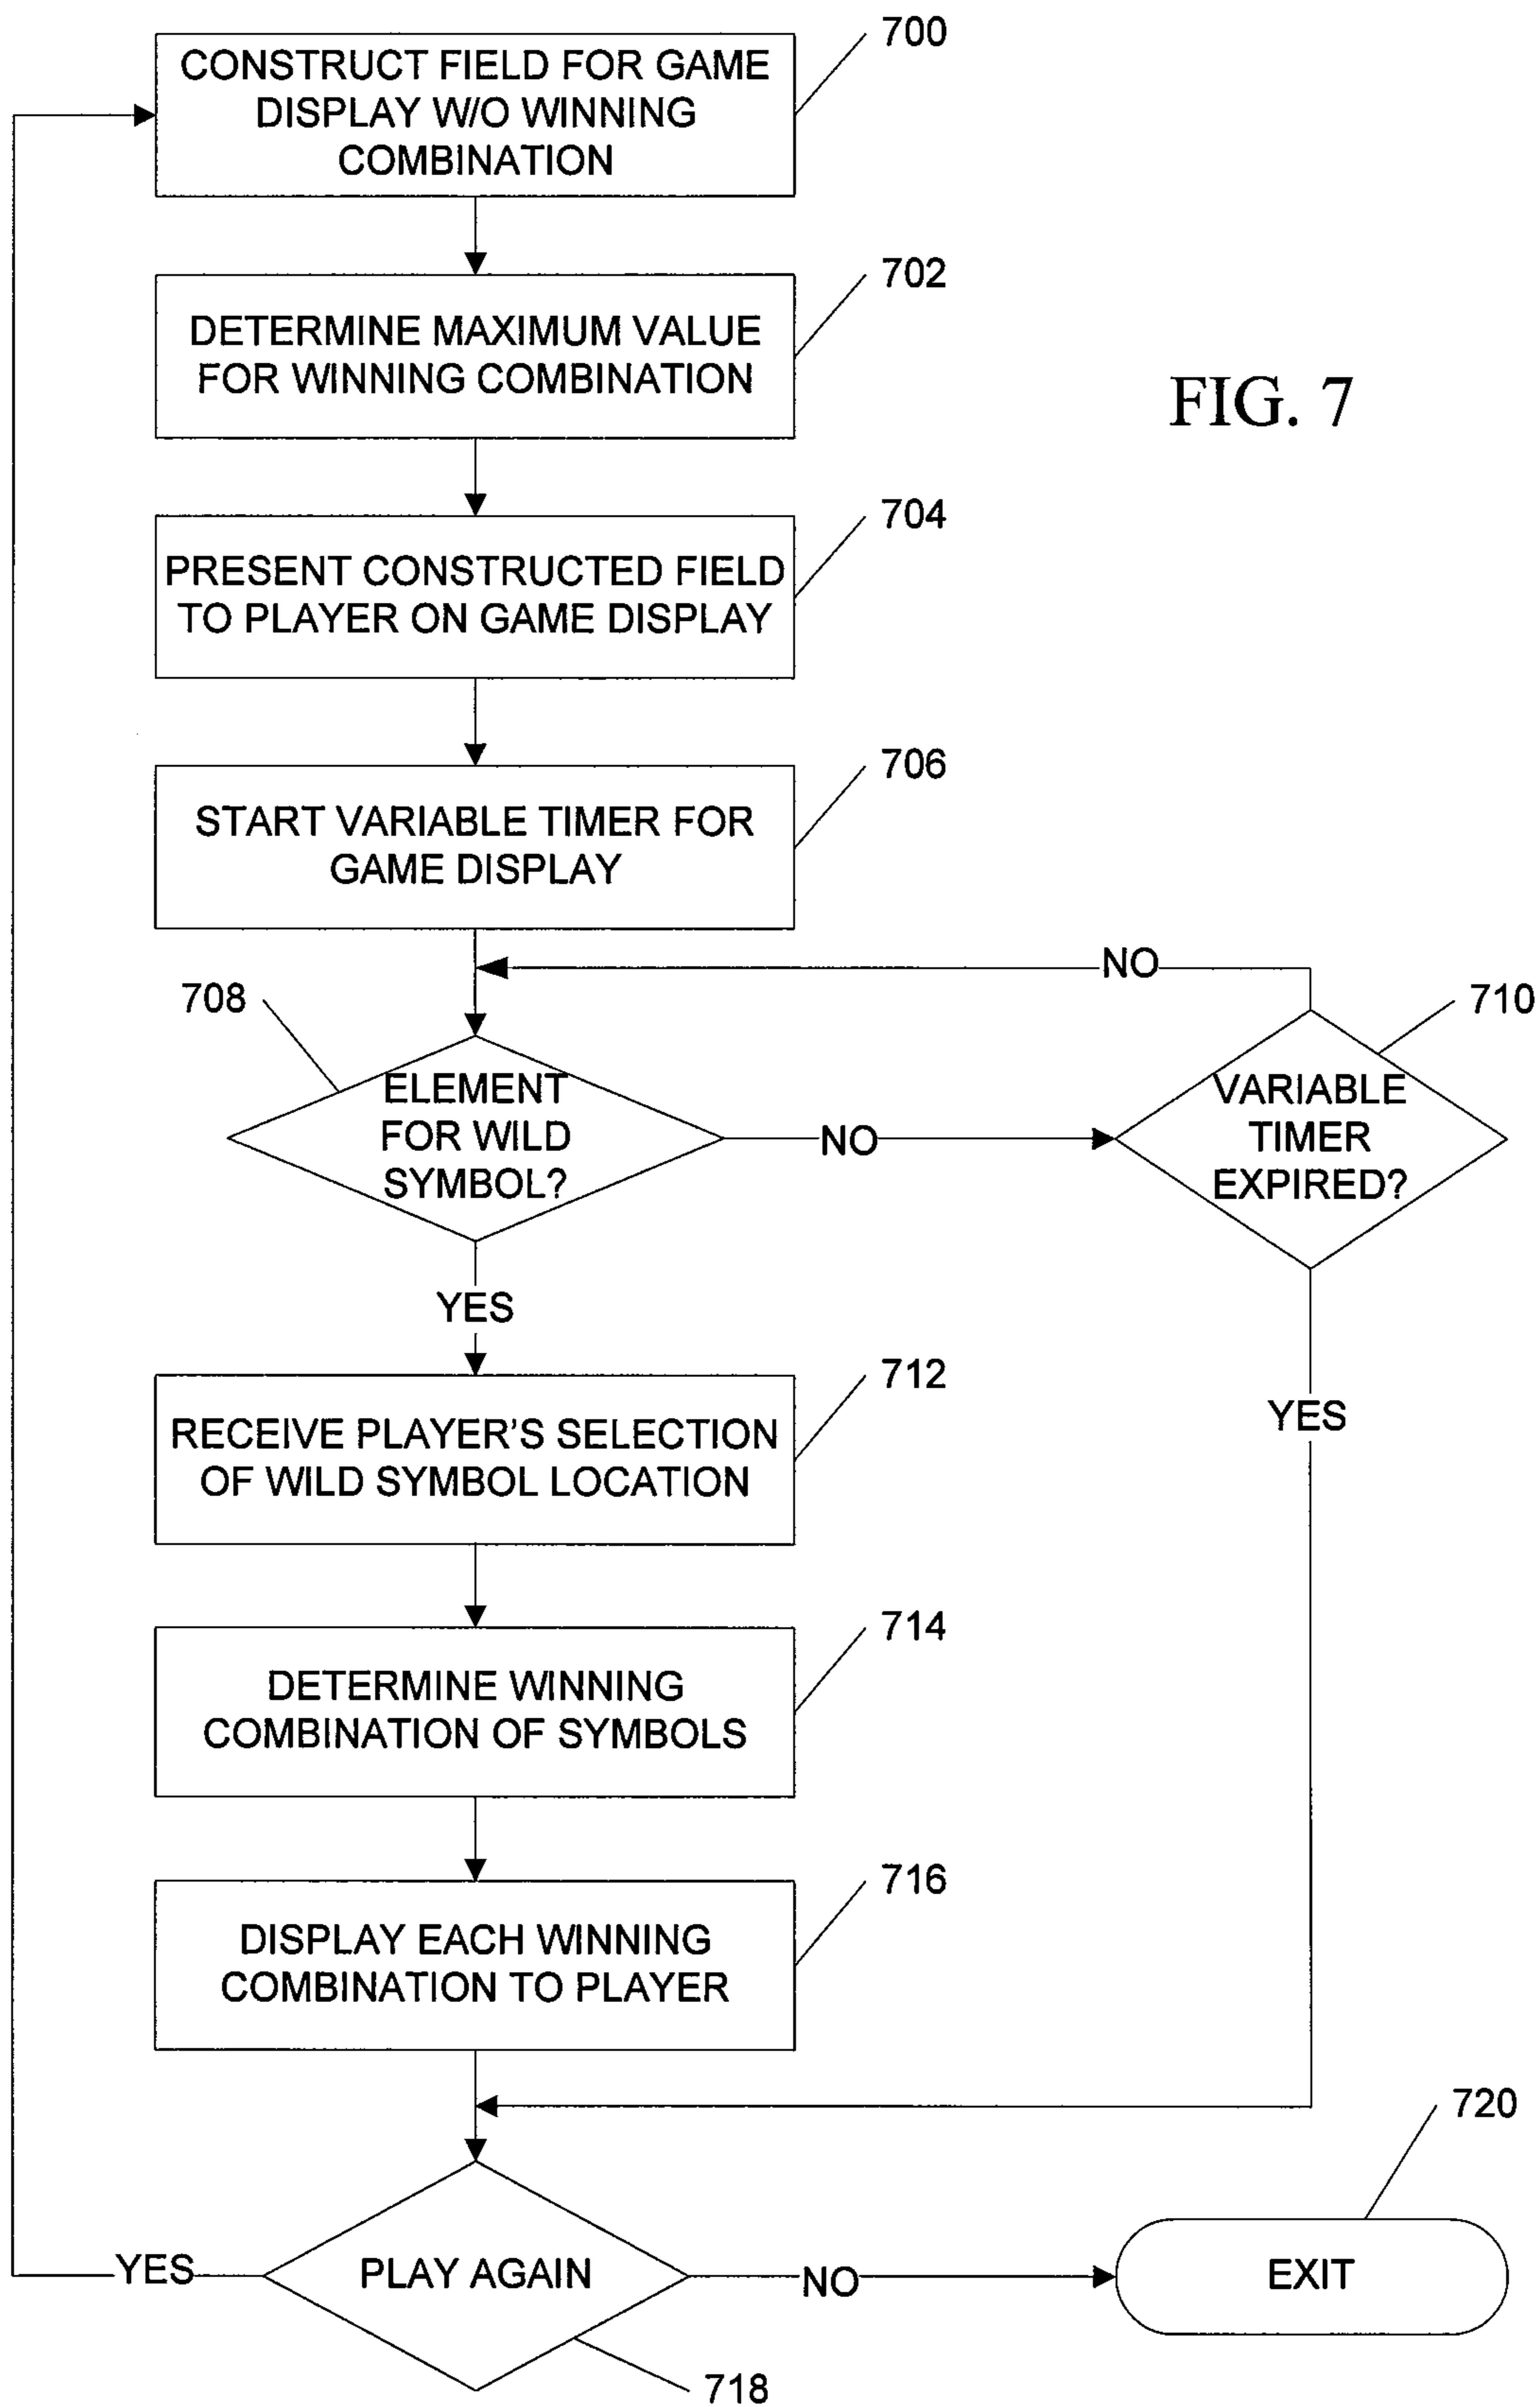 700
CONSTRUCT FIELD FOR GAME
DISPLAY W/O WINNING
COMBINATION
702
DETERMINE MAXIMUM VALUE
FOR WINNING COMBINATION
FIG. 7
704
PRESENT CONSTRUCTED FIELD
TO PLAYER ON GAME DISPLAY
706
START VARIABLE TIMER FOR
GAME DISPLAY
NO
708
710
ELEMENT
FOR WILD
SYMBOL?
NO
VARIABLE
TIMER
EXPIRED?
YES
YES
712
RECEIVE PLAYER'S SELECTION
OF WILD SYMBOL LOCATION
714
DETERMINE WINNING
COMBINATION OF SYMBOLS
716
DISPLAY EACH WINNING
COMBINATION TO PLAYER
720
YES
PLAY AGAIN
NO
EXIT
718